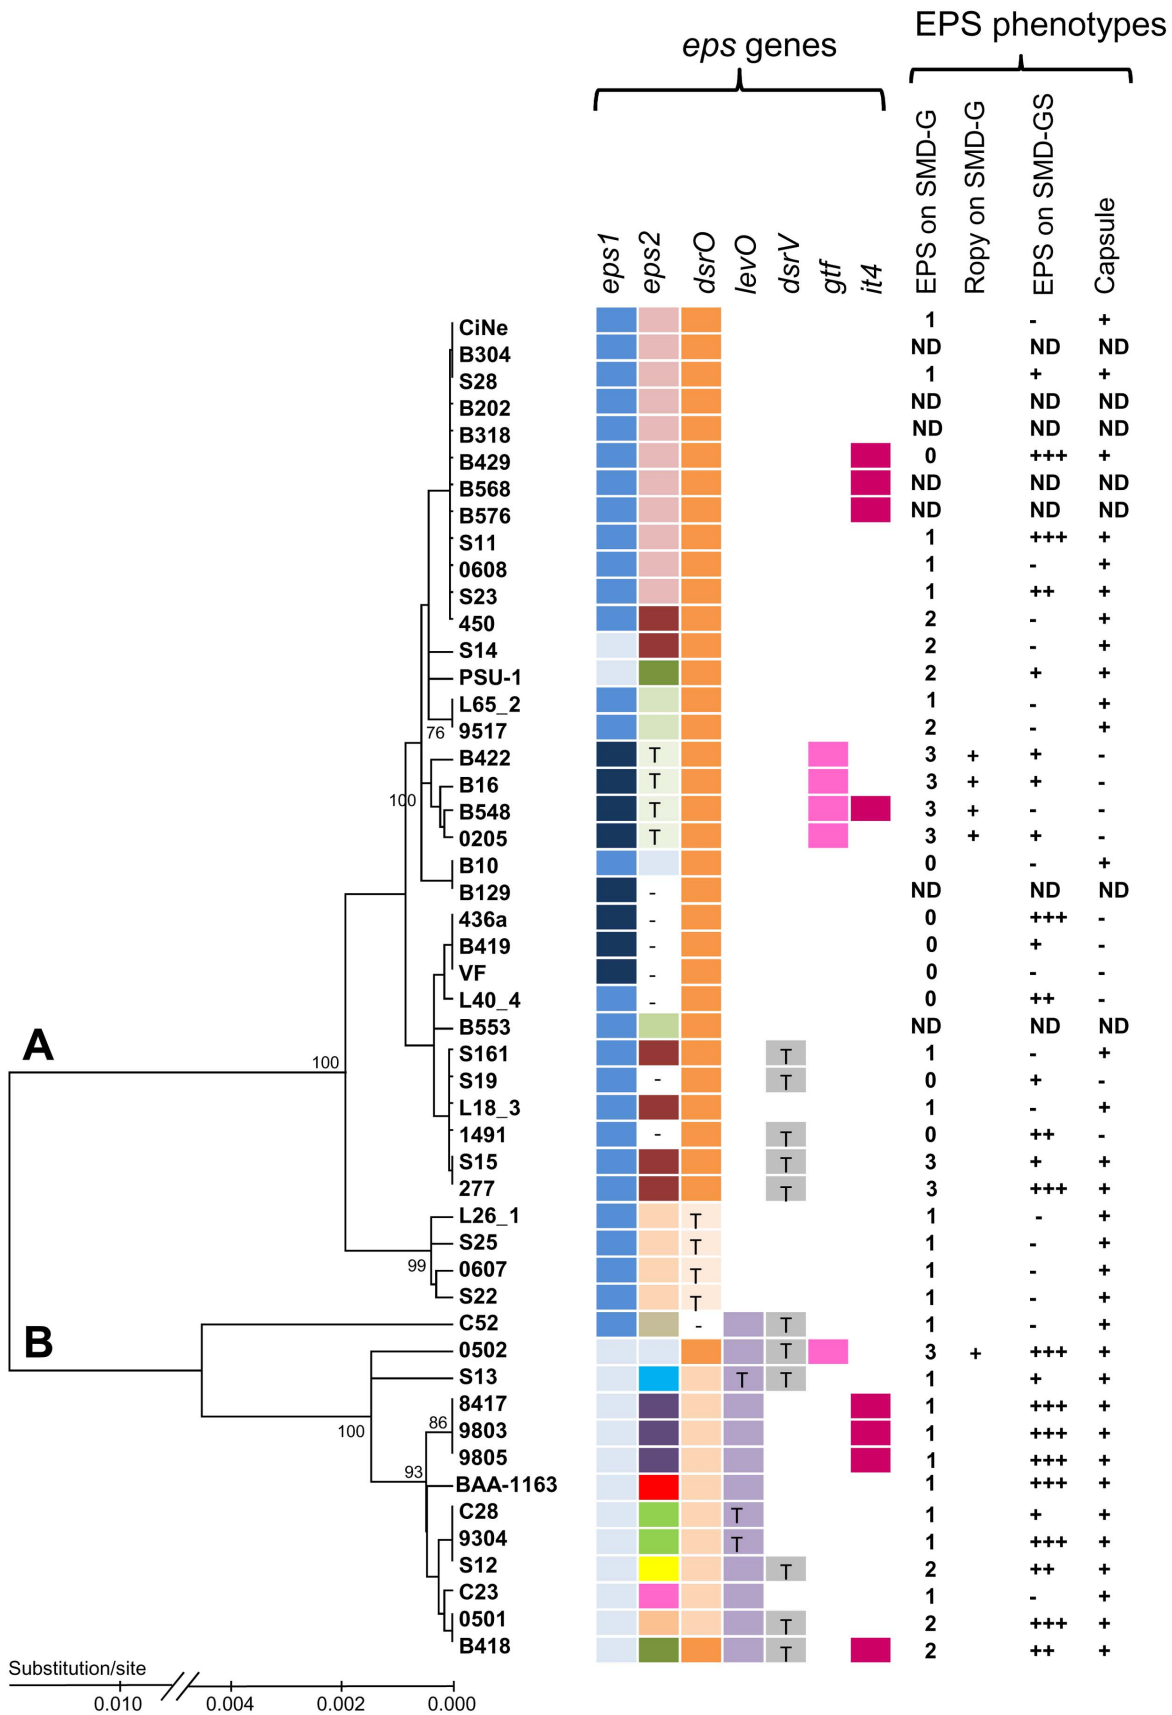 EPS phenotypes
eps genes
eps1 eps2 dsrO levO dsrV gtf it4 EPS on SMD-G Ropy on SMD-G EPS on SMD-GS Capsule
CiNe 1 - +
B304 ND ND ND
S28 1 + +
B202 ND ND ND
B318 ND ND ND
B429 0 +++ +
B568 ND ND ND
B576 ND ND ND
S11 1 +++ +
0608 1 - +
S23 1 ++ +
450 2 - +
S14 2 - +
PSU-1 2 + +
L65_2 1 - +
9517 2 - +
76
B422 T 3 + + -
B16 T 3 + + -
100
B548 T 3 + - -
0205 T 3 + + -
B10 0 - +
B129 - ND ND ND
436a - 0 +++ -
B419 - 0 + -
VF - 0 - -
L40_4 - 0 ++ -
B553 ND ND ND
A
S161 T 1 - +
100
S19 - T 0 + -
L18_3 1 - +
1491 - T 0 ++ -
S15 T 3 + +
277 T 3 +++ +
L26_1 T 1 - +
S25 T 1 - +
99
0607 T 1 - +
S22 T 1 - +
C52 - T 1 - +
B
0502 T 3 + +++ +
S13 T T 1 + +
8417 1 +++ +
86
100
9803 1 +++ +
9805 1 +++ +
93
BAA-1163 1 +++ +
C28 T 1 + +
9304 T 1 +++ +
S12 T 2 ++ +
C23 1 - +
0501 T 2 +++ +
B418 T 2 ++ +
Substitution/site
0.010 0.004 0.002 0.000